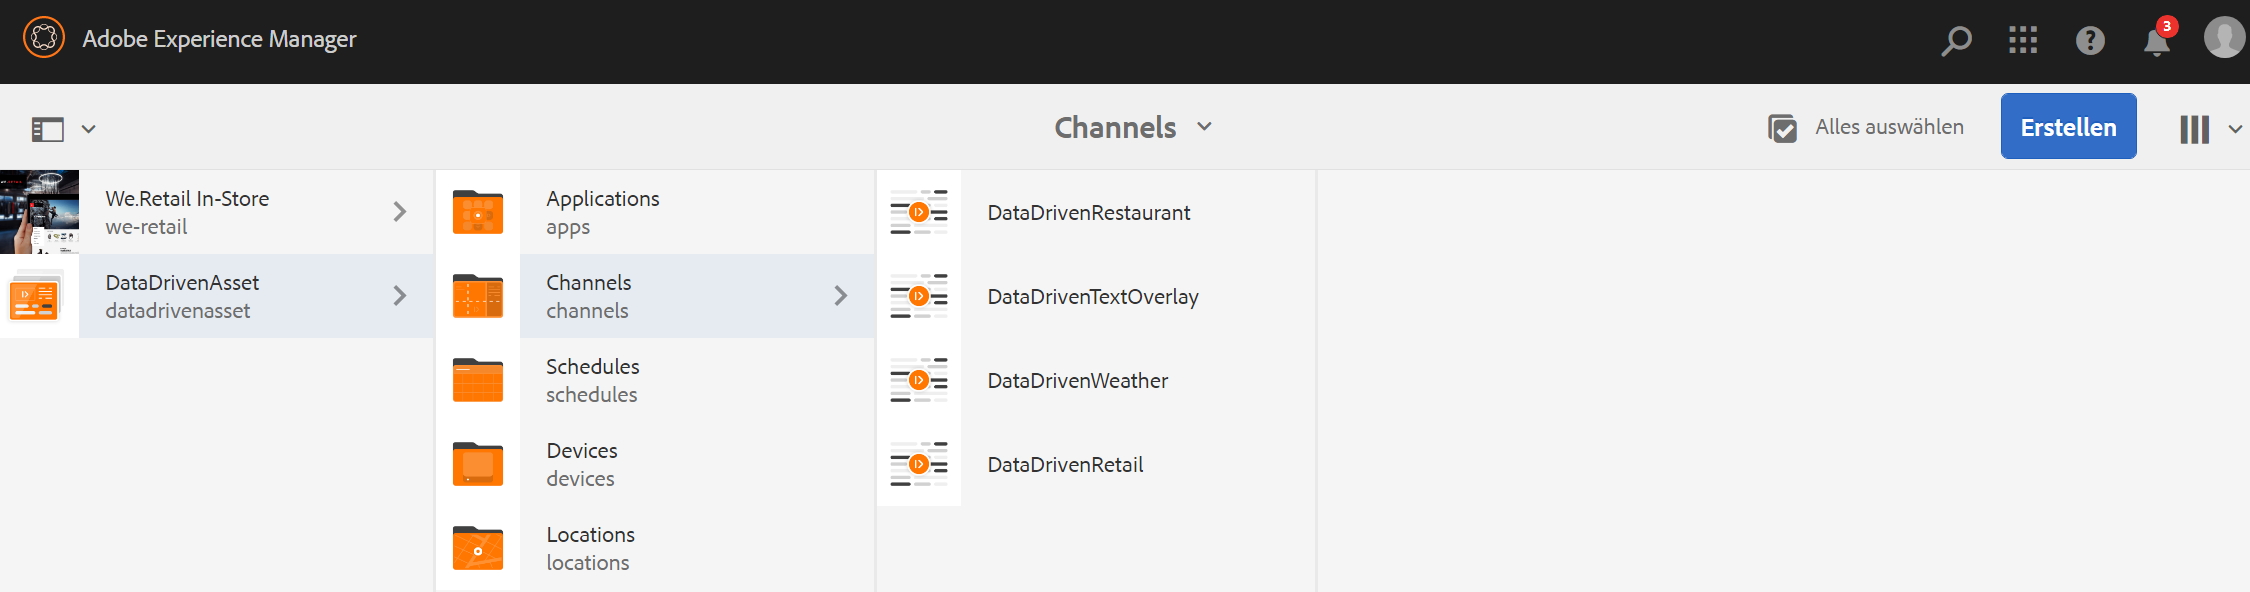 Adobe Experience Manager
3
Channels
Alles auswählen
Erstellen
We.Retail In-Store
we-retail
DataDrivenAsset
datadrivenasset
Applications
apps
Channels
channels
Schedules
schedules
Devices
devices
Locations
locations
DataDrivenRestaurant
DataDrivenTextOverlay
DataDrivenWeather
DataDrivenRetail